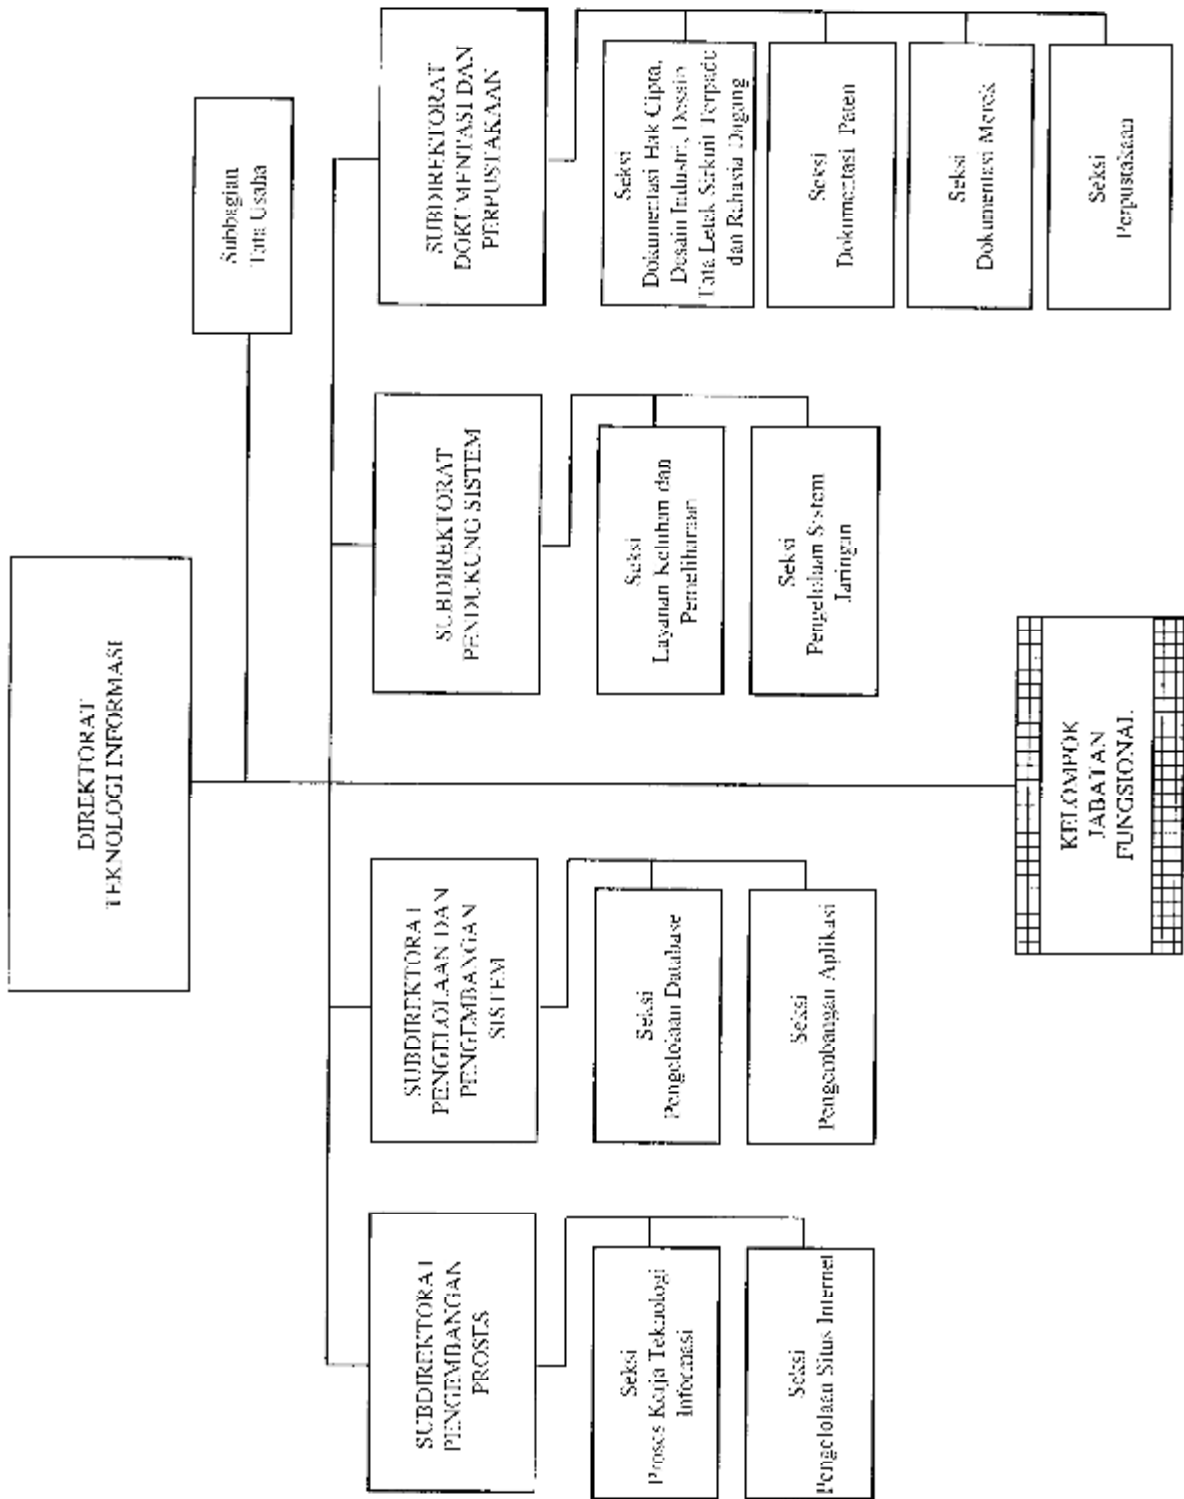 DIREKTORAT
TEKNOLOGI INFORMASI
Subbagian
Tata Usaha
SUBDIREKTORAT
PENGEMBANGAN
PROSES
SUBDIREKTORAT
PENGELOLAAN DAN
PENGEMBANGAN
SISTEM
SUBDIREKTORAT
PENDUKUNG SISTEM
SUBDIREKTORAT
DOKUMENTASI DAN
PERPUSTAKAAN
Seksi
Proses Kerja Teknologi
Informasi
Seksi
Pengelolaan Situs Internet
Seksi
Pengelolaan Database
Seksi
Pengembangan Aplikasi
Seksi
Layanan Keluhan dan
Pemeliharaan
Seksi
Pengelolaan Sistem
Jaringan
Seksi
Dokumentasi Hak Cipta,
Desain Industri, Desain
Tata Letak Sirkuit Terpadu
dan Rahasia Dagang
Seksi
Dokumentasi Paten
Seksi
Dokumentasi Merek
Seksi
Perpustakaan
KELOMPOK
JABATAN
FUNGSIONAL